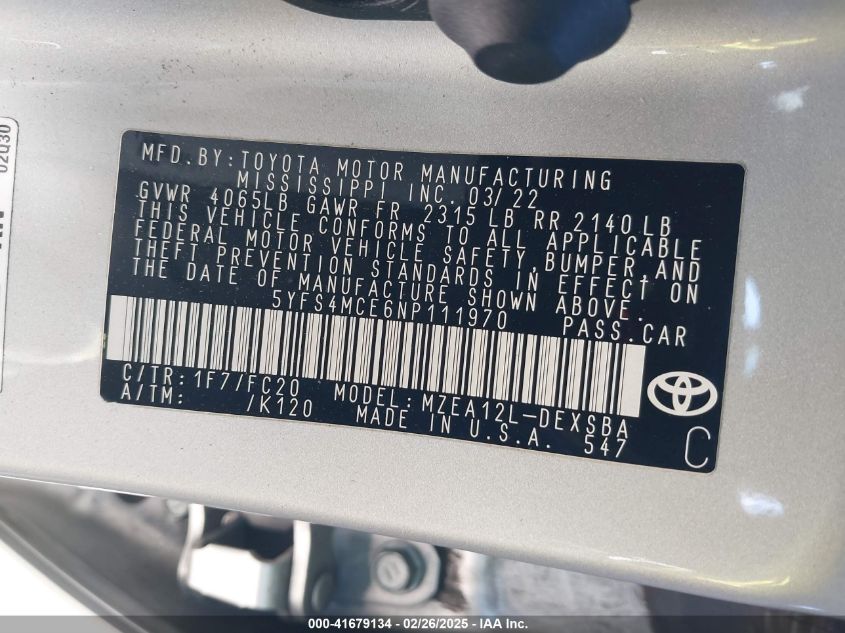 MFD.BY:TOYOTA MOTOR MANUFACTURING
MISSISSIPPI INC. 03/22
GVWR 4065LB GAWR FR 2315 LB RR 2140 LB
THIS VEHICLE CONFORMS TO ALL APPLICABLE
FEDERAL MOTOR VEHICLE SAFETY,BUMPER,AND
THEFT PREVENTION STANDARDS IN EFFECT ON
THE DATE OF MANUFACTURE SHOWN ABOVE.
5YFS4MCE6NP111970 PASS.CAR
C/TR:1F7/FC20 MODEL:MZEA12L-DEXSBA
A/TM: /K120 MADE IN U.S.A. 547
C
02Q30
000-41679134 - 02/26/2025 - © IAA Inc.